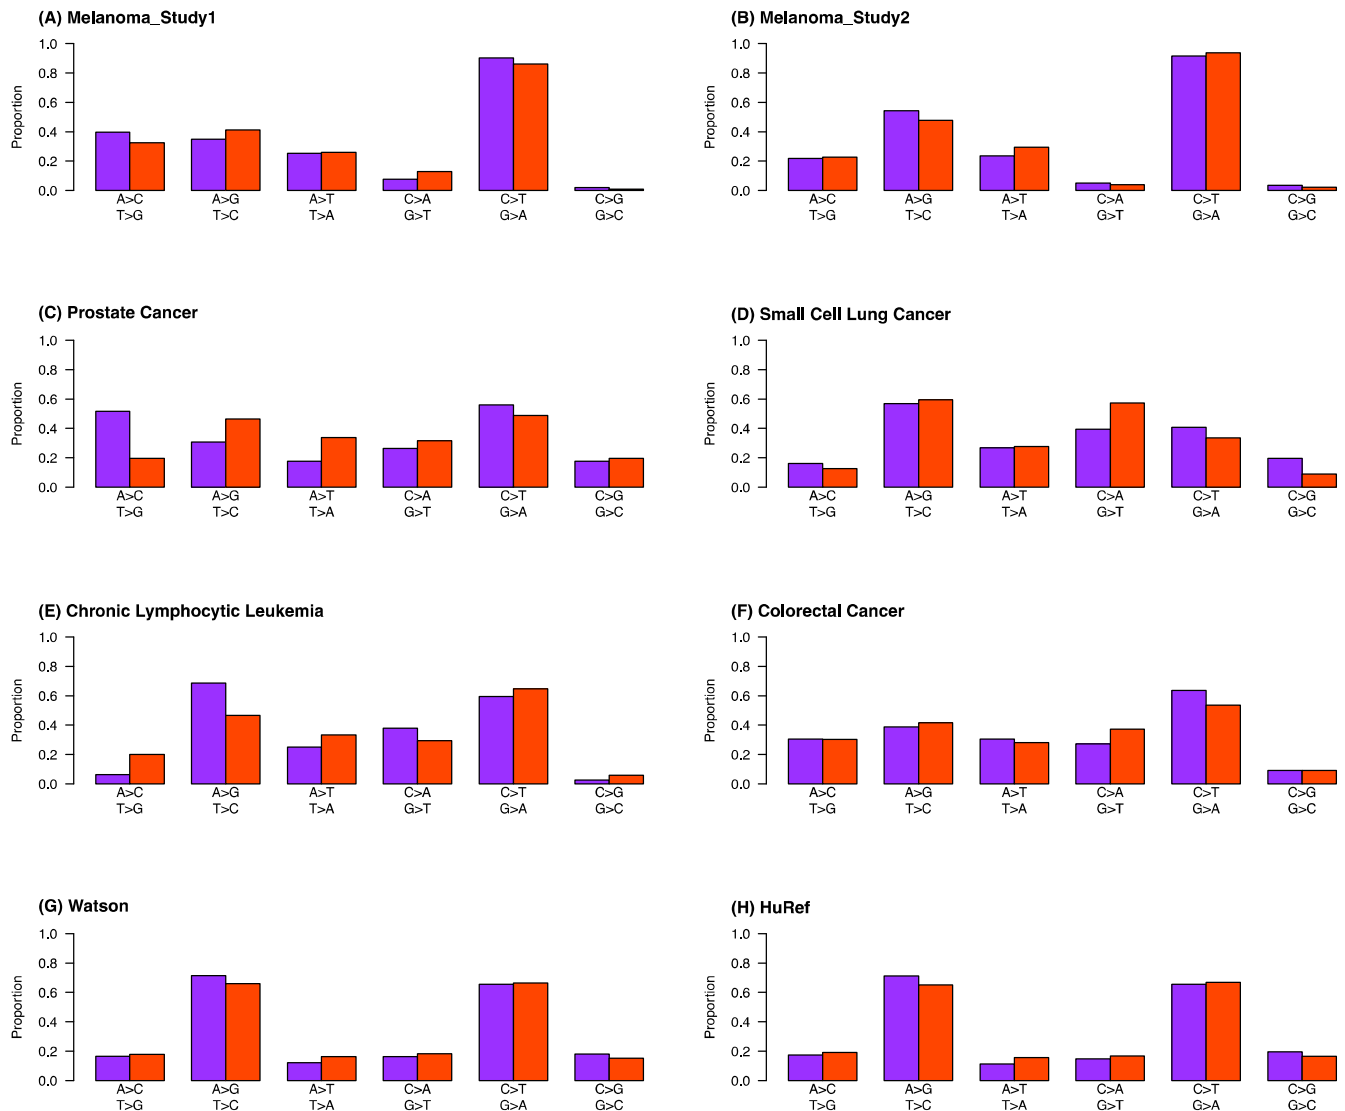 (A) Melanoma_Study1
Proportion
1.0
0.8
0.6
0.4
0.2
0.0
A>C A>G A>T C>A C>T C>G
T>G T>C T>A G>T G>A G>C
(B) Melanoma_Study2
Proportion
1.0
0.8
0.6
0.4
0.2
0.0
A>C A>G A>T C>A C>T C>G
T>G T>C T>A G>T G>A G>C
(C) Prostate Cancer
Proportion
1.0
0.8
0.6
0.4
0.2
0.0
A>C A>G A>T C>A C>T C>G
T>G T>C T>A G>T G>A G>C
(D) Small Cell Lung Cancer
Proportion
1.0
0.8
0.6
0.4
0.2
0.0
A>C A>G A>T C>A C>T C>G
T>G T>C T>A G>T G>A G>C
(E) Chronic Lymphocytic Leukemia
Proportion
1.0
0.8
0.6
0.4
0.2
0.0
A>C A>G A>T C>A C>T C>G
T>G T>C T>A G>T G>A G>C
(F) Colorectal Cancer
Proportion
1.0
0.8
0.6
0.4
0.2
0.0
A>C A>G A>T C>A C>T C>G
T>G T>C T>A G>T G>A G>C
(G) Watson
Proportion
1.0
0.8
0.6
0.4
0.2
0.0
A>C A>G A>T C>A C>T C>G
T>G T>C T>A G>T G>A G>C
(H) HuRef
Proportion
1.0
0.8
0.6
0.4
0.2
0.0
A>C A>G A>T C>A C>T C>G
T>G T>C T>A G>T G>A G>C